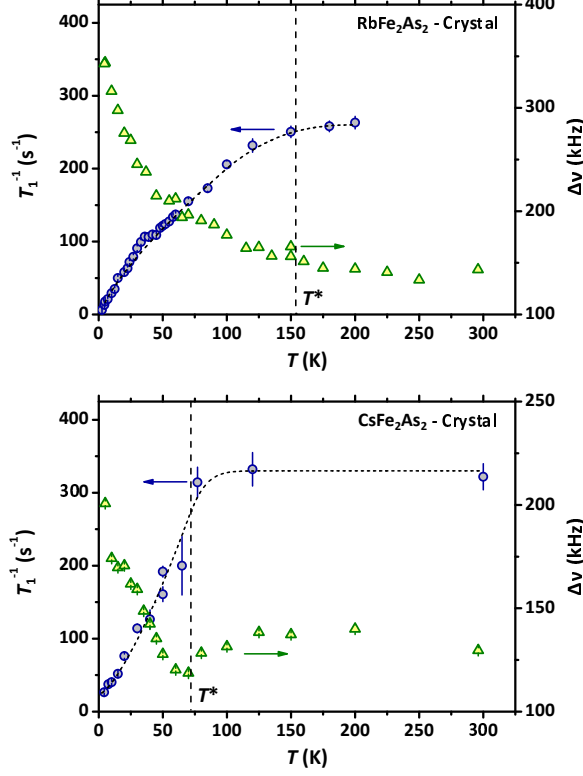 RbFe₂As₂ - Crystal
400
400
300
300
200
200
100
0
100
T₁⁻¹ (s⁻¹)
Δν (kHz)
T*
0 50 100 150 200 250 300
T (K)
CsFe₂As₂ - Crystal
250
400
300
200
200
150
100
0
100
T₁⁻¹ (s⁻¹)
Δν (kHz)
T*
0 50 100 150 200 250 300
T (K)